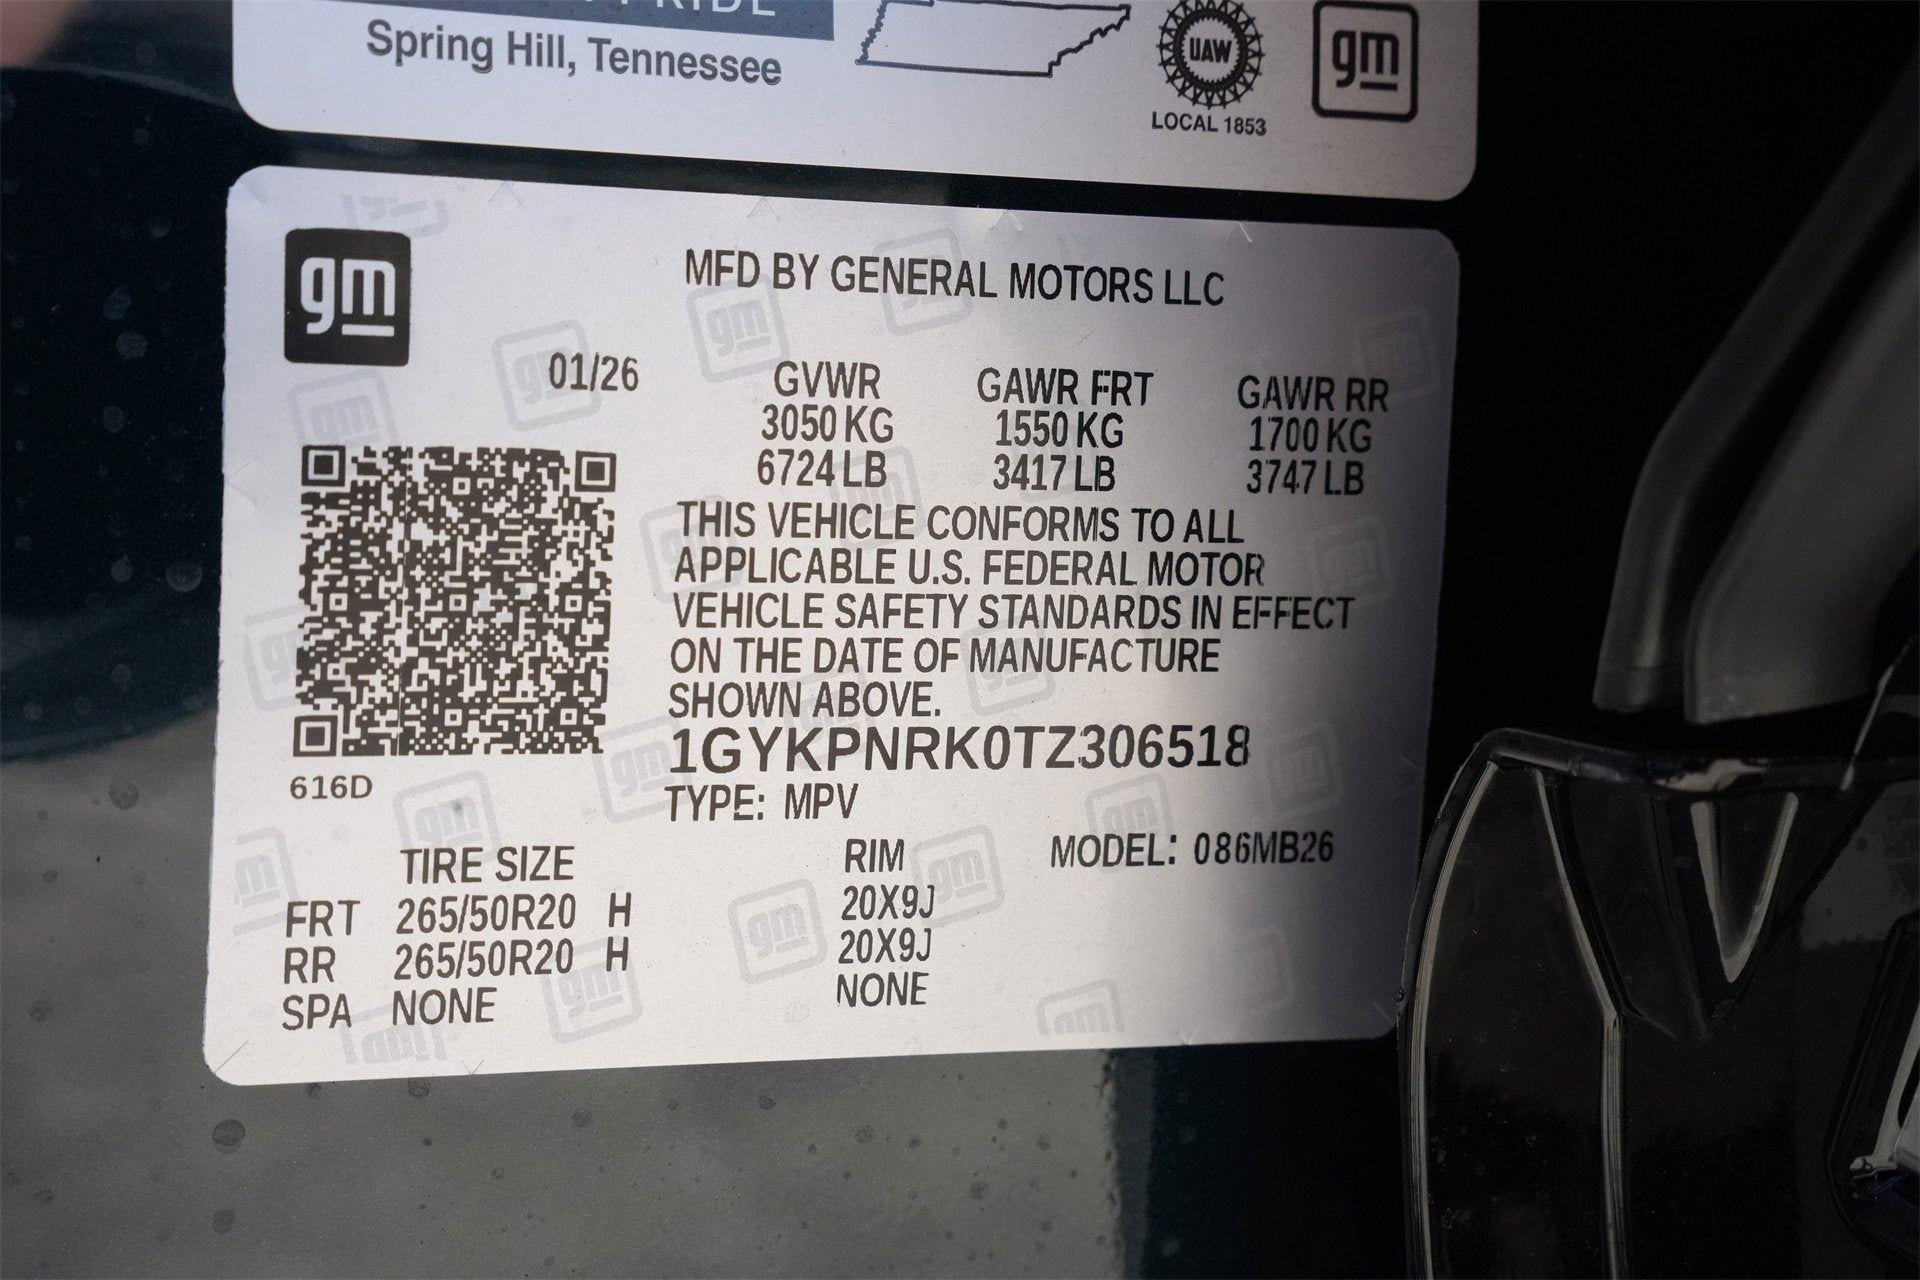 RIDE
Spring Hill, Tennessee
UAW
LOCAL 1853
gm
gm
MFD BY GENERAL MOTORS LLC
01/26
GVWR GAWR FRT GAWR RR
3050 KG 1550 KG 1700 KG
6724 LB 3417 LB 3747 LB
THIS VEHICLE CONFORMS TO ALL
APPLICABLE U.S. FEDERAL MOTOR
VEHICLE SAFETY STANDARDS IN EFFECT
ON THE DATE OF MANUFACTURE
SHOWN ABOVE.
1GYKPNRK0TZ306518
616D
TYPE: MPV
TIRE SIZE RIM MODEL: 086MB26
FRT 265/50R20 H 20X9J
RR 265/50R20 H 20X9J
SPA NONE NONE